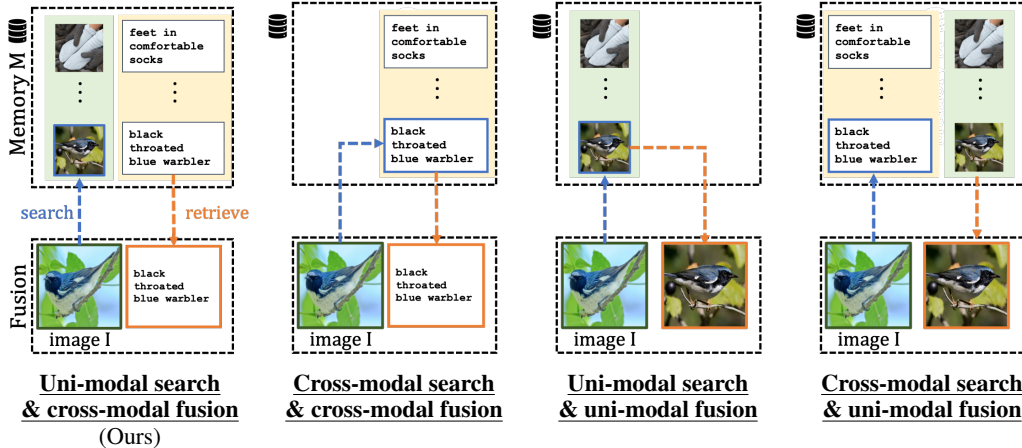 Memory M
feet in
comfortable
socks
black
throated
blue warbler
search
retrieve
Fusion
black
throated
blue warbler
image I
Uni-modal search
& cross-modal fusion
(Ours)
feet in
comfortable
socks
black
throated
blue warbler
black
throated
blue warbler
image I
Cross-modal search
& cross-modal fusion
image I
Uni-modal search
& uni-modal fusion
feet in
comfortable
socks
black
throated
blue warbler
image I
Cross-modal search
& uni-modal fusion